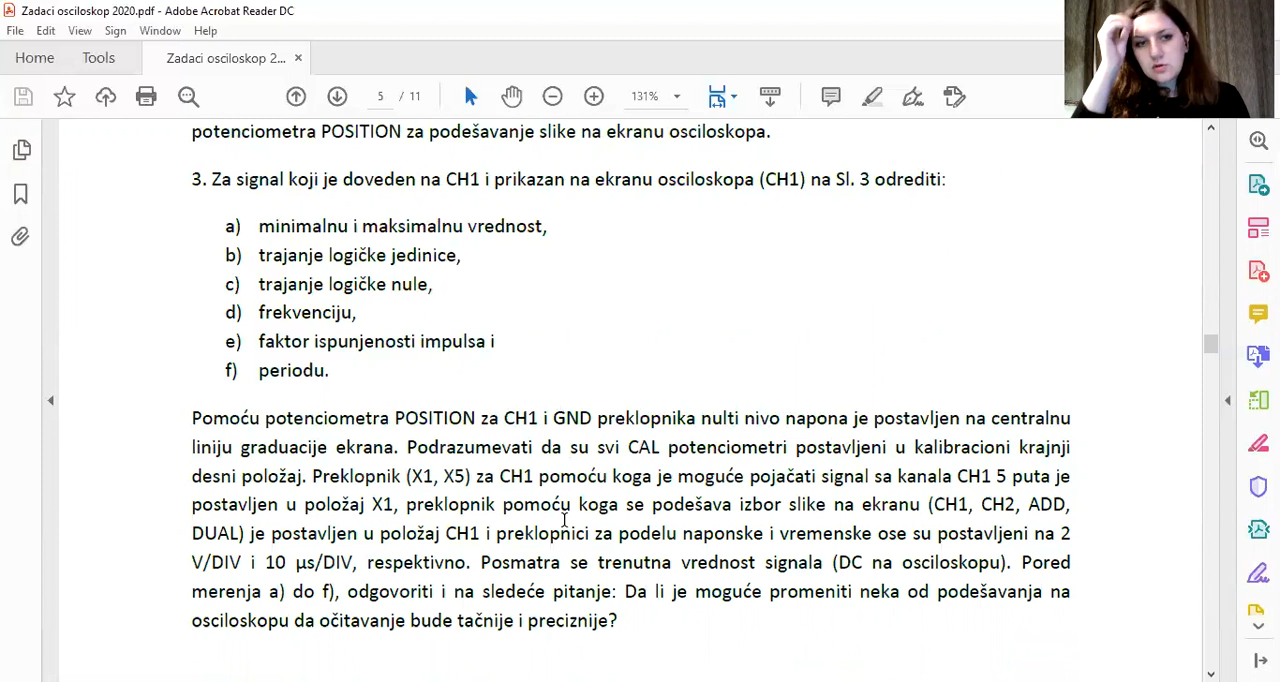 Zadaci osciloskop 2020.pdf - Adobe Acrobat Reader DC
File Edit View Sign Window Help
Home Tools Zadaci osciloskop 2... ×
5 / 11 131%
potenciometra POSITION za podešavanje slike na ekranu osciloskopa.
3. Za signal koji je doveden na CH1 i prikazan na ekranu osciloskopa (CH1) na Sl. 3 odrediti:
a) minimalnu i maksimalnu vrednost,
b) trajanje logičke jedinice,
c) trajanje logičke nule,
d) frekvenciju,
e) faktor ispunjenosti impulsa i
f) periodu.
Pomoću potenciometra POSITION za CH1 i GND preklopnika nulti nivo napona je postavljen na centralnu
liniju graduacije ekrana. Podrazumevati da su svi CAL potenciometri postavljeni u kalibracioni krajnji
desni položaj. Preklopnik (X1, X5) za CH1 pomoću koga je moguće pojačati signal sa kanala CH1 5 puta je
postavljen u položaj X1, preklopnik pomoću koga se podešava izbor slike na ekranu (CH1, CH2, ADD,
DUAL) je postavljen u položaj CH1 i preklopnici za podelu naponske i vremenske ose su postavljeni na 2
V/DIV i 10 µs/DIV, respektivno. Posmatra se trenutna vrednost signala (DC na osciloskopu). Pored
merenja a) do f), odgovoriti i na sledeće pitanje: Da li je moguće promeniti neka od podešavanja na
osciloskopu da očitavanje bude tačnije i preciznije?